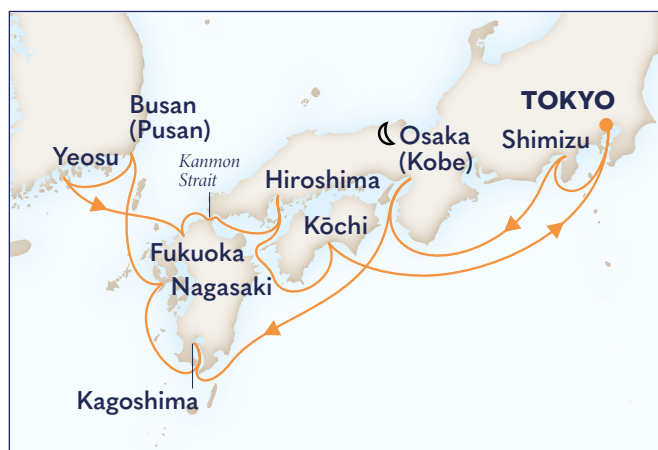 TOKYO
Busan
(Pusan)
Osaka
(Kobe)
Shimizu
Yeosu
Kanmon
Strait
Hiroshima
Kōchi
Fukuoka
Nagasaki
Kagoshima